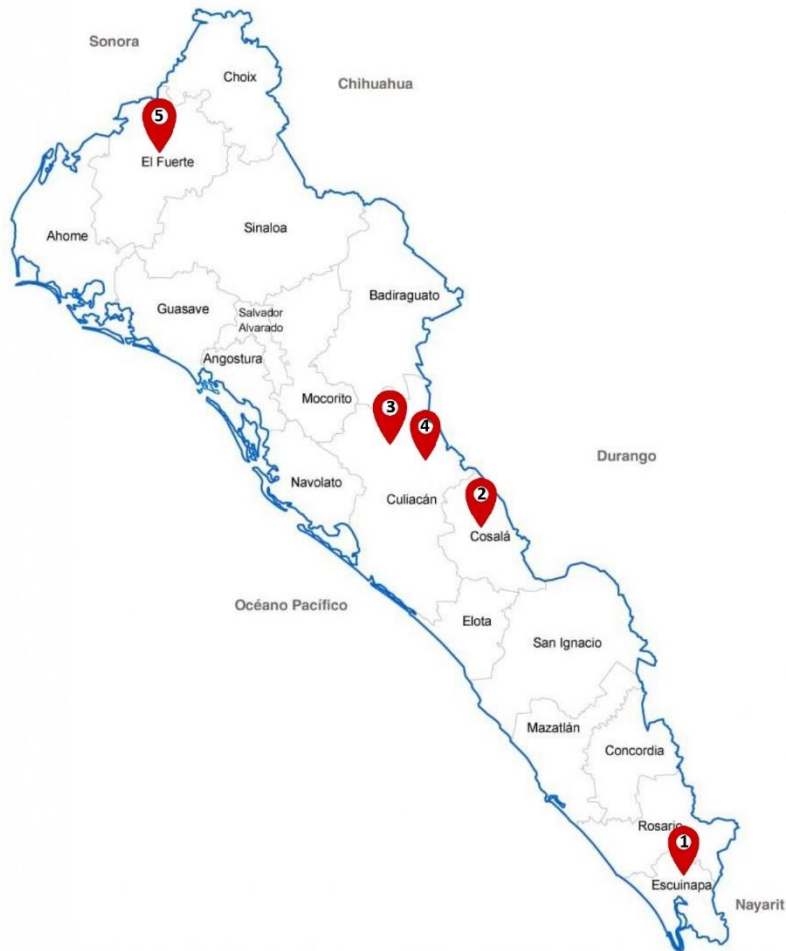 Sonora
Choix
Chihuahua
5
El Fuerte
Ahome
Sinaloa
Badiraguato
Guasave
Salvador
Alvarado
Angostura
Mocorito
3
4
Durango
Navolato
Culiacán
2
Cosalá
Océano Pacífico
Elota
San Ignacio
Mazatlán
Concordia
Rosario
1
Escuinapa
Nayarit